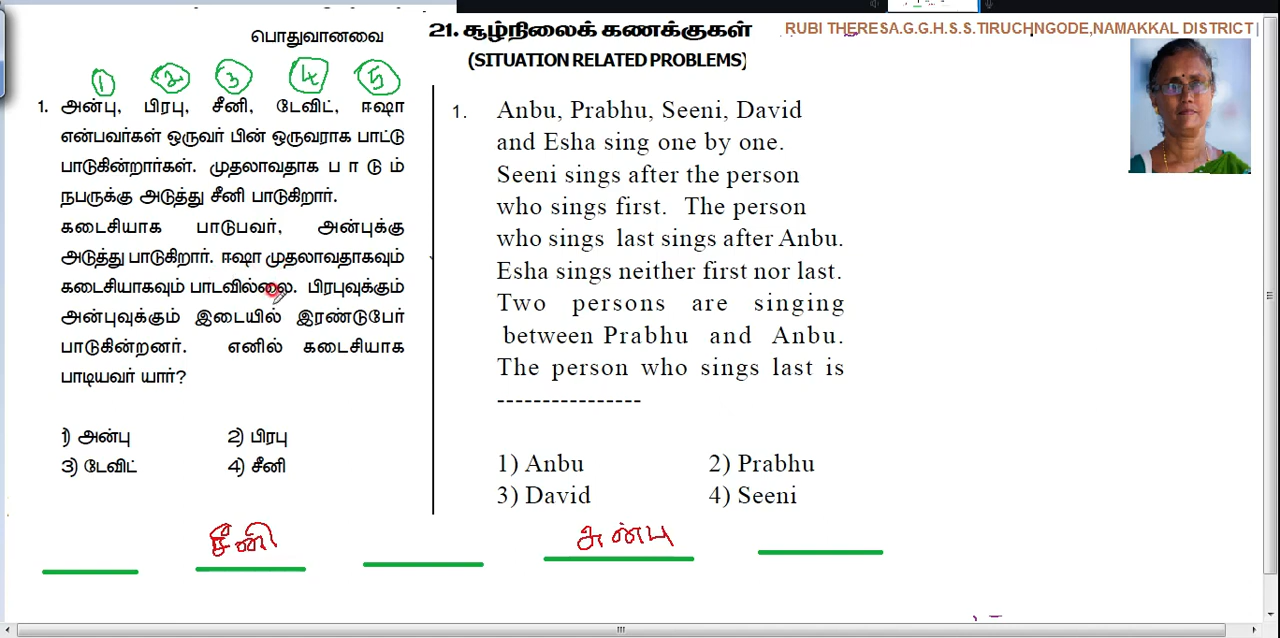 பொதுவானவை
21. சூழ்நிலைக் கணக்குகள்
RUBI THERESA.G.G.H.S.S.TIRUCHNGODE,NAMAKKAL DISTRICT
(SITUATION RELATED PROBLEMS)
1 2 3 4 5
1. அன்பு, பிரபு, சீனி, டேவிட், ஈஷா
என்பவர்கள் ஒருவர் பின் ஒருவராக பாட்டு
பாடுகின்றார்கள். முதலாவதாக பாடும்
நபருக்கு அடுத்து சீனி பாடுகிறார்.
கடைசியாக பாடுபவர், அன்புக்கு
அடுத்து பாடுகிறார். ஈஷா முதலாவதாகவும்
கடைசியாகவும் பாடவில்லை. பிரபுவுக்கும்
அன்புவுக்கும் இடையில் இரண்டுபேர்
பாடுகின்றனர். எனில் கடைசியாக
பாடியவர் யார்?
1) அன்பு 2) பிரபு
3) டேவிட் 4) சீனி
1. Anbu, Prabhu, Seeni, David
and Esha sing one by one.
Seeni sings after the person
who sings first. The person
who sings last sings after Anbu.
Esha sings neither first nor last.
Two persons are singing
between Prabhu and Anbu.
The person who sings last is
----------------
1) Anbu 2) Prabhu
3) David 4) Seeni
சீனி அன்பு